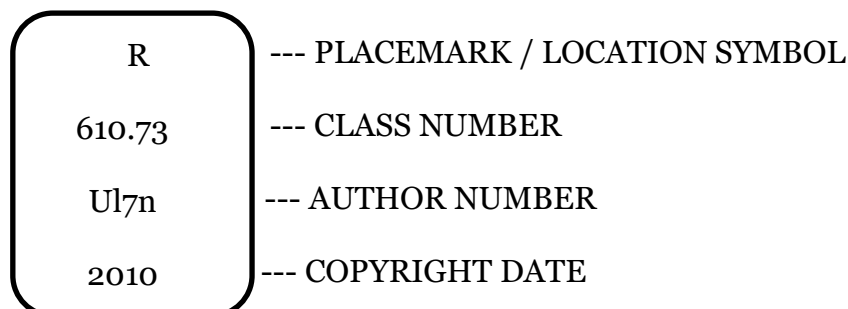 R --- PLACEMARK / LOCATION SYMBOL
610.73 --- CLASS NUMBER
Ul7n --- AUTHOR NUMBER
2010 --- COPYRIGHT DATE